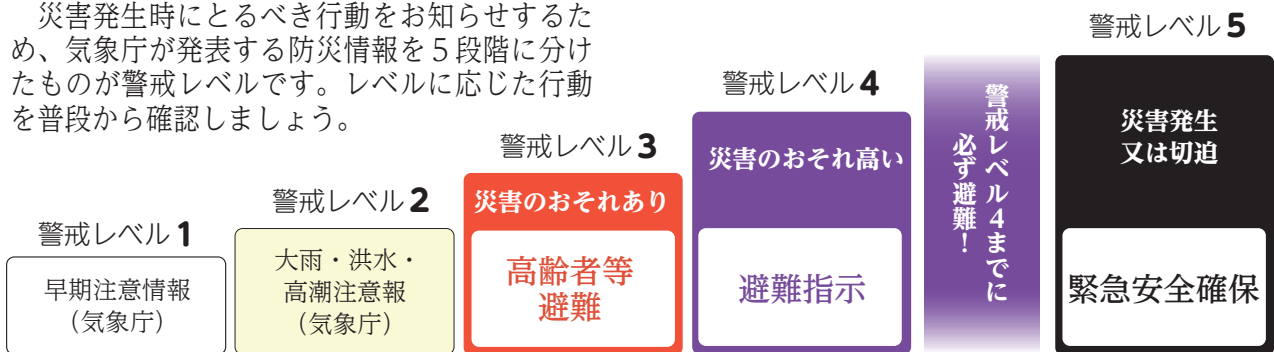 災害発生時にとるべき行動をお知らせするた
め、気象庁が発表する防災情報を５段階に分け
たものが警戒レベルです。レベルに応じた行動
を普段から確認しましょう。
警戒レベル 1
早期注意情報
（気象庁）
警戒レベル 2
大雨・洪水・
高潮注意報
（気象庁）
警戒レベル 3
災害のおそれあり
高齢者等
避難
警戒レベル 4
災害のおそれ高い
避難指示
警戒レベル４までに
必ず避難！
警戒レベル 5
災害発生
又は切迫
緊急安全確保